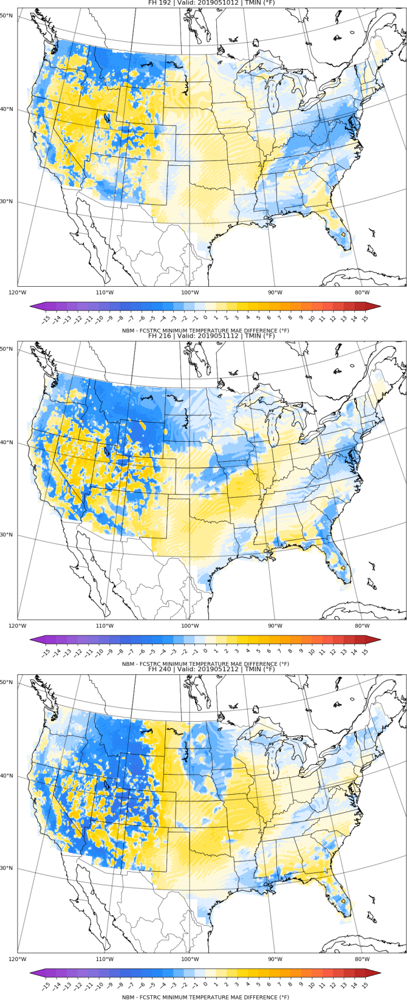 FH 192 | Valid: 2019051012 | TMIN (°F)
50°N
40°N
30°N
120°W 110°W 100°W 90°W 80°W
−15 −14 −13 −12 −11 −10 −9 −8 −7 −6 −5 −4 −3 −2 −1 0 1 2 3 4 5 6 7 8 9 10 11 12 13 14 15
NBM - FCSTRC MINIMUM TEMPERATURE MAE DIFFERENCE (°F)
FH 216 | Valid: 2019051112 | TMIN (°F)
50°N
40°N
30°N
120°W 110°W 100°W 90°W 80°W
−15 −14 −13 −12 −11 −10 −9 −8 −7 −6 −5 −4 −3 −2 −1 0 1 2 3 4 5 6 7 8 9 10 11 12 13 14 15
NBM - FCSTRC MINIMUM TEMPERATURE MAE DIFFERENCE (°F)
FH 240 | Valid: 2019051212 | TMIN (°F)
50°N
40°N
30°N
120°W 110°W 100°W 90°W 80°W
−15 −14 −13 −12 −11 −10 −9 −8 −7 −6 −5 −4 −3 −2 −1 0 1 2 3 4 5 6 7 8 9 10 11 12 13 14 15
NBM - FCSTRC MINIMUM TEMPERATURE MAE DIFFERENCE (°F)